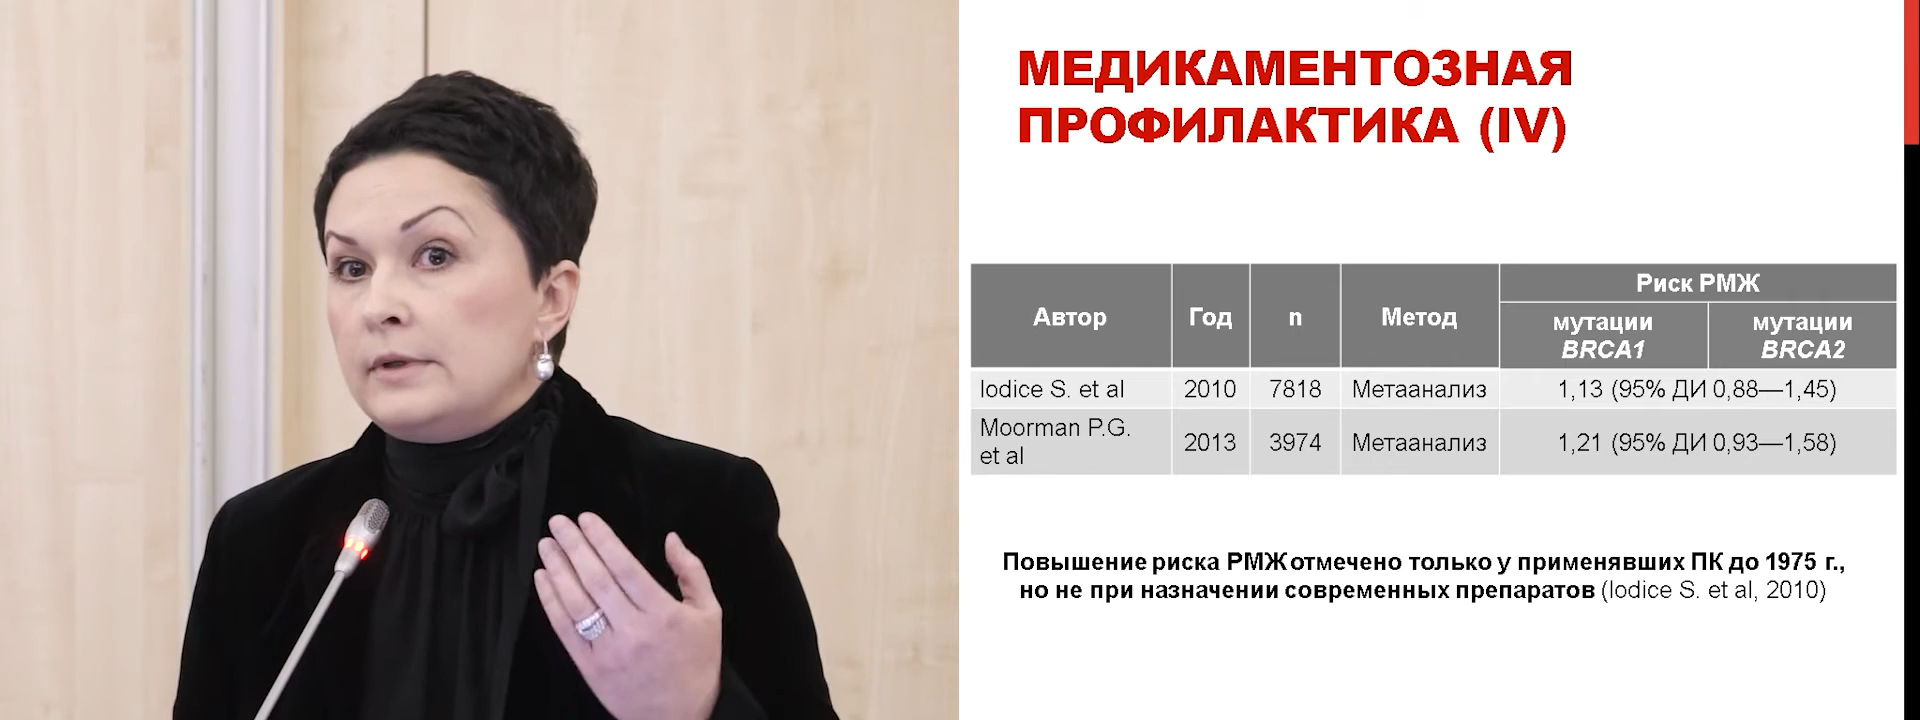 МЕДИКАМЕНТОЗНАЯ
ПРОФИЛАКТИКА (IV)
Автор Год n Метод Риск РМЖ
мутации BRCA1 мутации BRCA2
Iodice S. et al 2010 7818 Метаанализ 1,13 (95% ДИ 0,88—1,45)
Moorman P.G. et al 2013 3974 Метаанализ 1,21 (95% ДИ 0,93—1,58)
Повышение риска РМЖ отмечено только у применявших ПК до 1975 г.,
но не при назначении современных препаратов (Iodice S. et al, 2010)